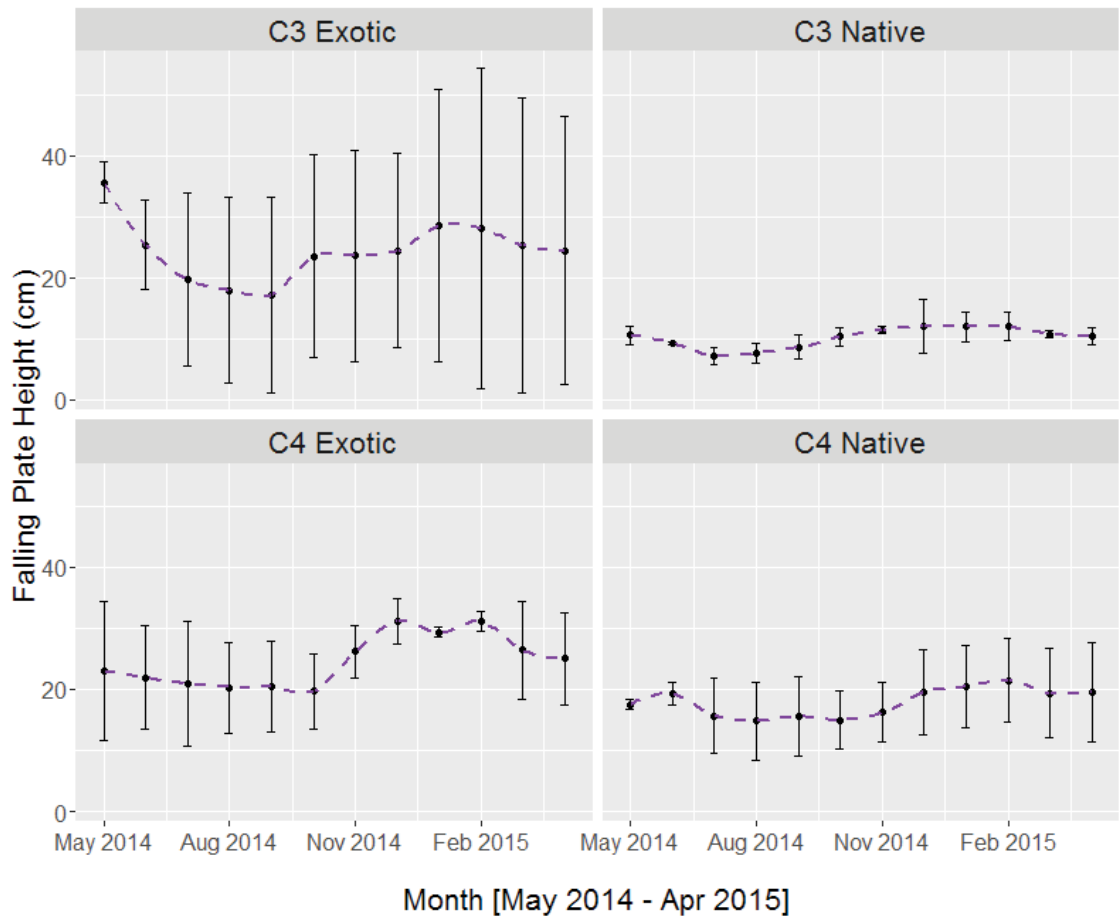 C3 Exotic
C3 Native
40
20
0
C4 Exotic
C4 Native
40
20
0
Falling Plate Height (cm)
May 2014
Aug 2014
Nov 2014
Feb 2015
May 2014
Aug 2014
Nov 2014
Feb 2015
Month [May 2014 - Apr 2015]